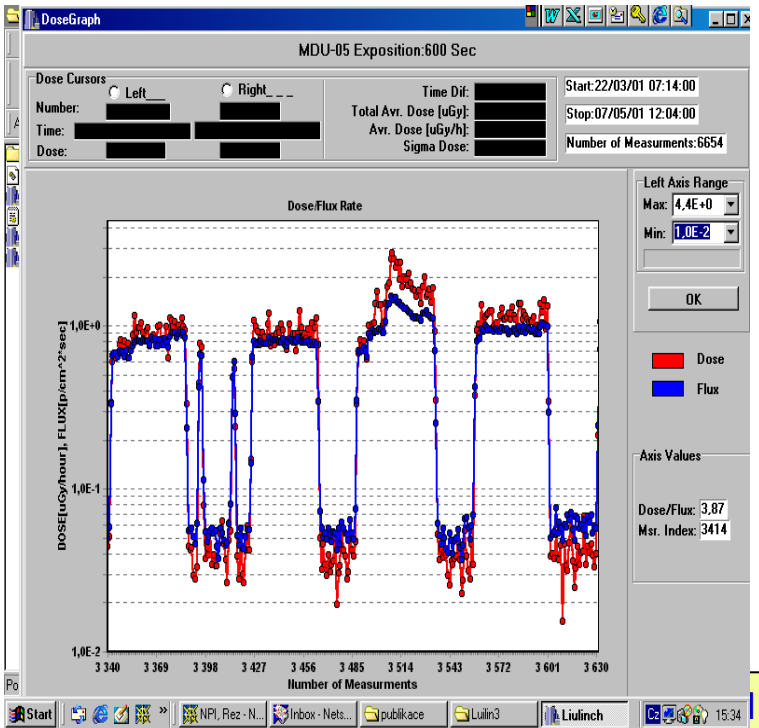 DoseGraph
MDU-05 Exposition:600 Sec
Dose Cursors
Left___ Right_ _ _
Number:
Time:
Dose:
Time Dif:
Total Avr. Dose [uGy]:
Avr. Dose [uGy/h]:
Sigma Dose:
Start:22/03/01 07:14:00
Stop:07/05/01 12:04:00
Number of Measurments:6654
Left Axis Range
Max: 4,4E+0
Min: 1,0E-2
OK
Dose
Flux
Axis Values
Dose/Flux: 3,87
Msr. Index: 3414
Dose/Flux Rate
DOSE[uGy/hour], FLUX[p/cm^2*sec]
1,0E+0
1,0E-1
1,0E-2
3 340 3 369 3 398 3 427 3 456 3 485 3 514 3 543 3 572 3 601 3 630
Number of Measurments
Po
Start » NPI, Rez - N... Inbox - Nets... publikace Luilin3 Liulinch Cz 15:34